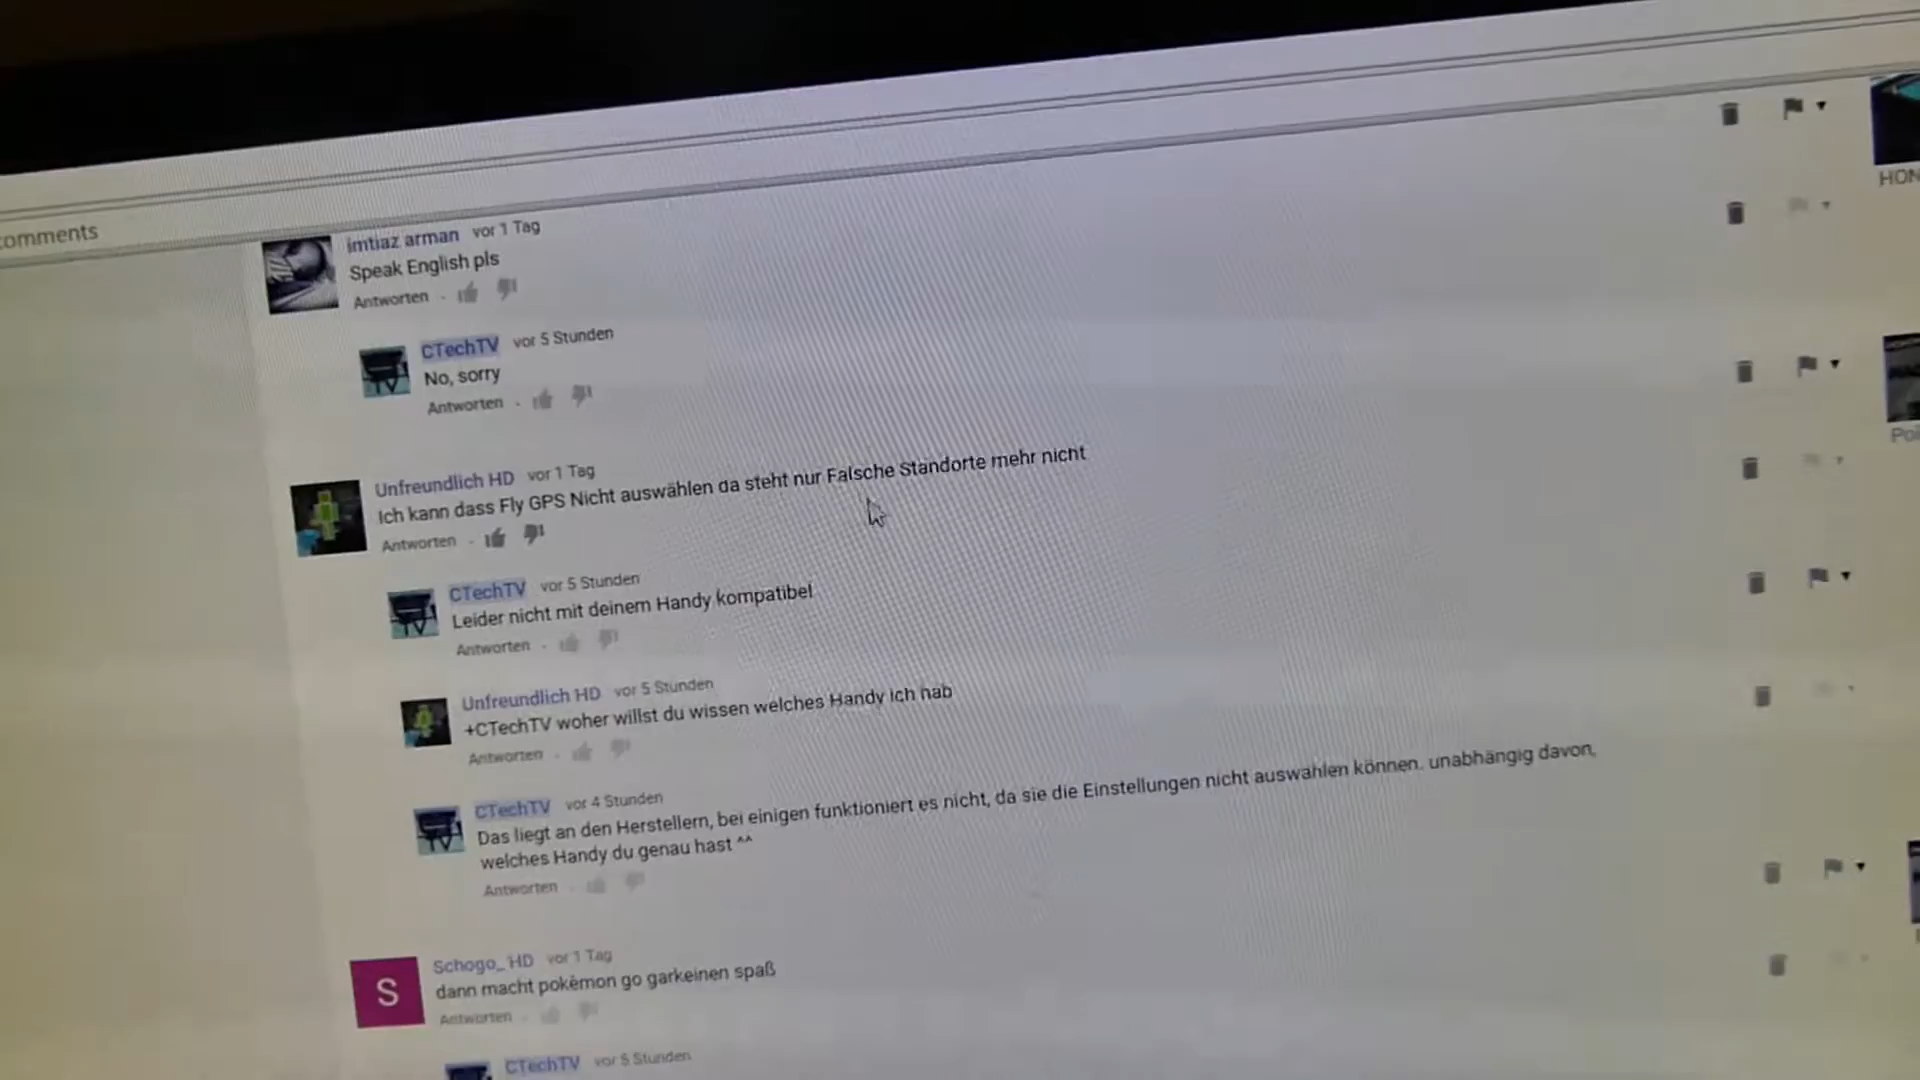 comments
HON
imtiaz arman vor 1 Tag
Speak English pls
Antworten
CTechTV vor 5 Stunden
No, sorry
Antworten
Unfreundlich HD vor 1 Tag
Ich kann dass Fly GPS Nicht auswählen da steht nur Falsche Standorte mehr nicht
Antworten
CTechTV vor 5 Stunden
Leider nicht mit deinem Handy kompatibel
Antworten
Unfreundlich HD vor 5 Stunden
+CTechTV woher willst du wissen welches Handy ich hab
Antworten
CTechTV vor 4 Stunden
Das liegt an den Herstellern, bei einigen funktioniert es nicht, da sie die Einstellungen nicht auswählen können. unabhängig davon,
welches Handy du genau hast ^^
Antworten
S
Schogo_ HD vor 1 Tag
dann macht pokèmon go garkeinen spaß
Antworten
CTechTV vor 5 Stunden